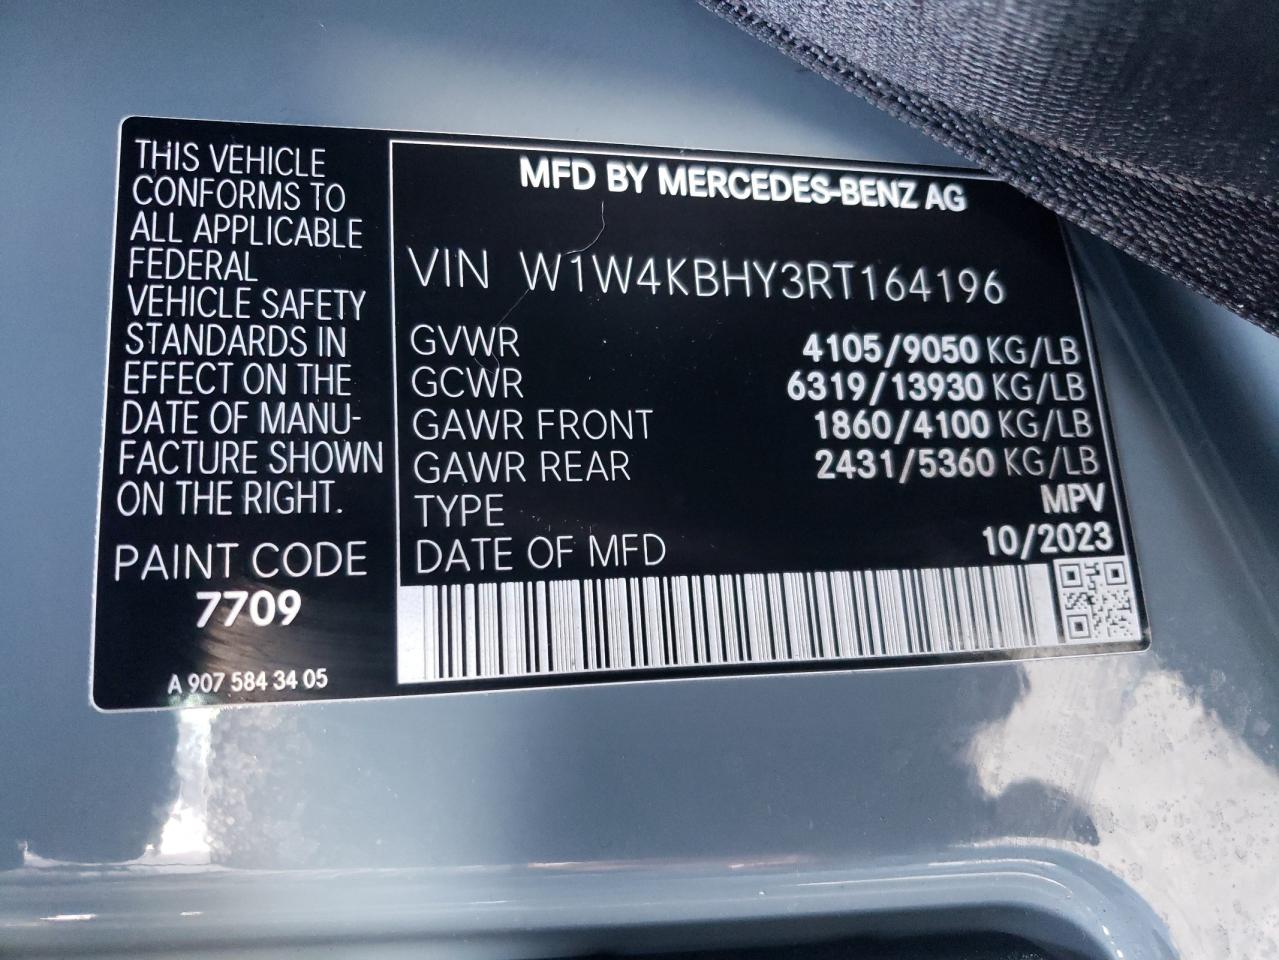 THIS VEHICLE
CONFORMS TO
ALL APPLICABLE
FEDERAL
VEHICLE SAFETY
STANDARDS IN
EFFECT ON THE
DATE OF MANU-
FACTURE SHOWN
ON THE RIGHT.
PAINT CODE
7709
A 907 584 34 05
MFD BY MERCEDES-BENZ AG
VIN W1W4KBHY3RT164196
GVWR 4105/9050 KG/LB
GCWR 6319/13930 KG/LB
GAWR FRONT 1860/4100 KG/LB
GAWR REAR 2431/5360 KG/LB
TYPE MPV
DATE OF MFD 10/2023